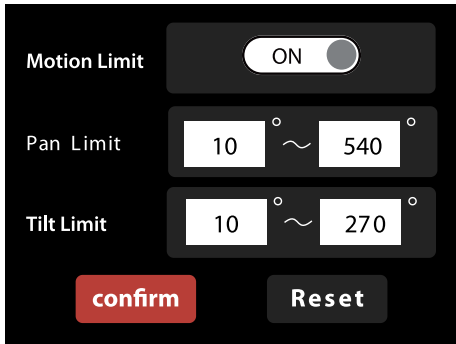 Motion Limit ON
Pan Limit 10° ~ 540°
Tilt Limit 10° ~ 270°
confirm Reset